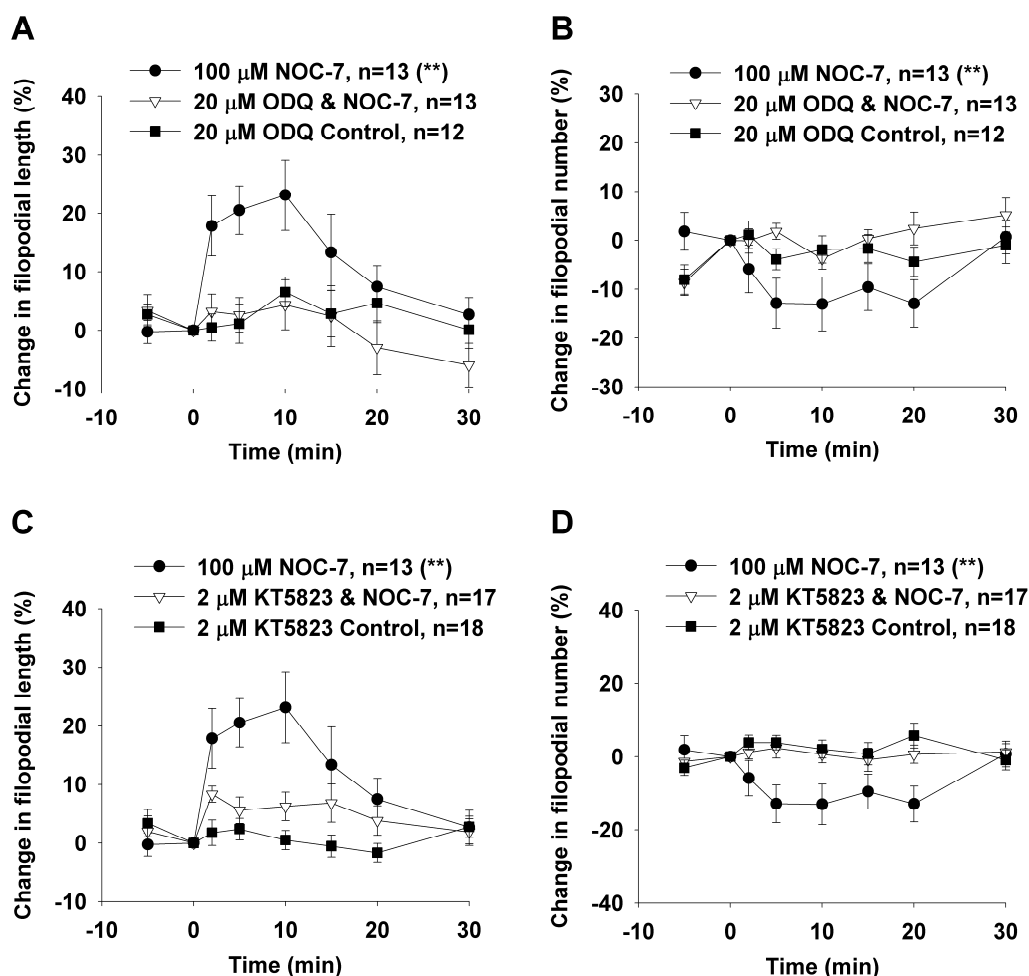 A
100 μM NOC-7, n=13 (**)
20 μM ODQ & NOC-7, n=13
20 μM ODQ Control, n=12
Change in filopodial length (%)
40
30
20
10
0
-10
-10 0 10 20 30
Time (min)
B
100 μM NOC-7, n=13 (**)
20 μM ODQ & NOC-7, n=13
20 μM ODQ Control, n=12
Change in filopodial number (%)
30
20
10
0
-10
-20
-30
-10 0 10 20 30
Time (min)
C
100 μM NOC-7, n=13 (**)
2 μM KT5823 & NOC-7, n=17
2 μM KT5823 Control, n=18
Change in filopodial length (%)
40
30
20
10
0
-10
-10 0 10 20 30
Time (min)
D
100 μM NOC-7, n=13 (**)
2 μM KT5823 & NOC-7, n=17
2 μM KT5823 Control, n=18
Change in filopodial number (%)
40
20
0
-20
-40
-10 0 10 20 30
Time (min)